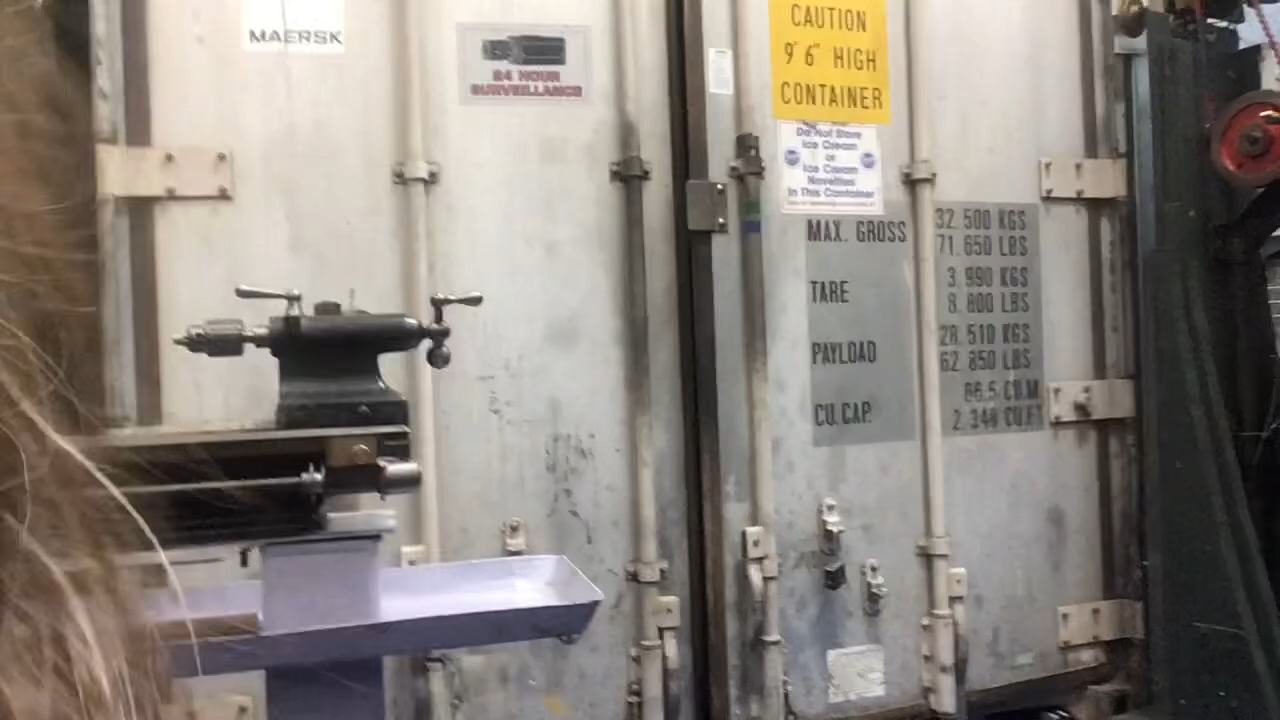 MAERSK
24 HOUR
SURVEILLANCE
CAUTION
9' 6" HIGH
CONTAINER
Do Not Store
Ice Cream
or
Ice Cream
Novelties
In This Container
MAX. GROSS 32.500 KGS
71.650 LBS
TARE 3.990 KGS
8.800 LBS
PAYLOAD 28.510 KGS
62.850 LBS
CU.CAP. 66.5 CU.M
CU.FT